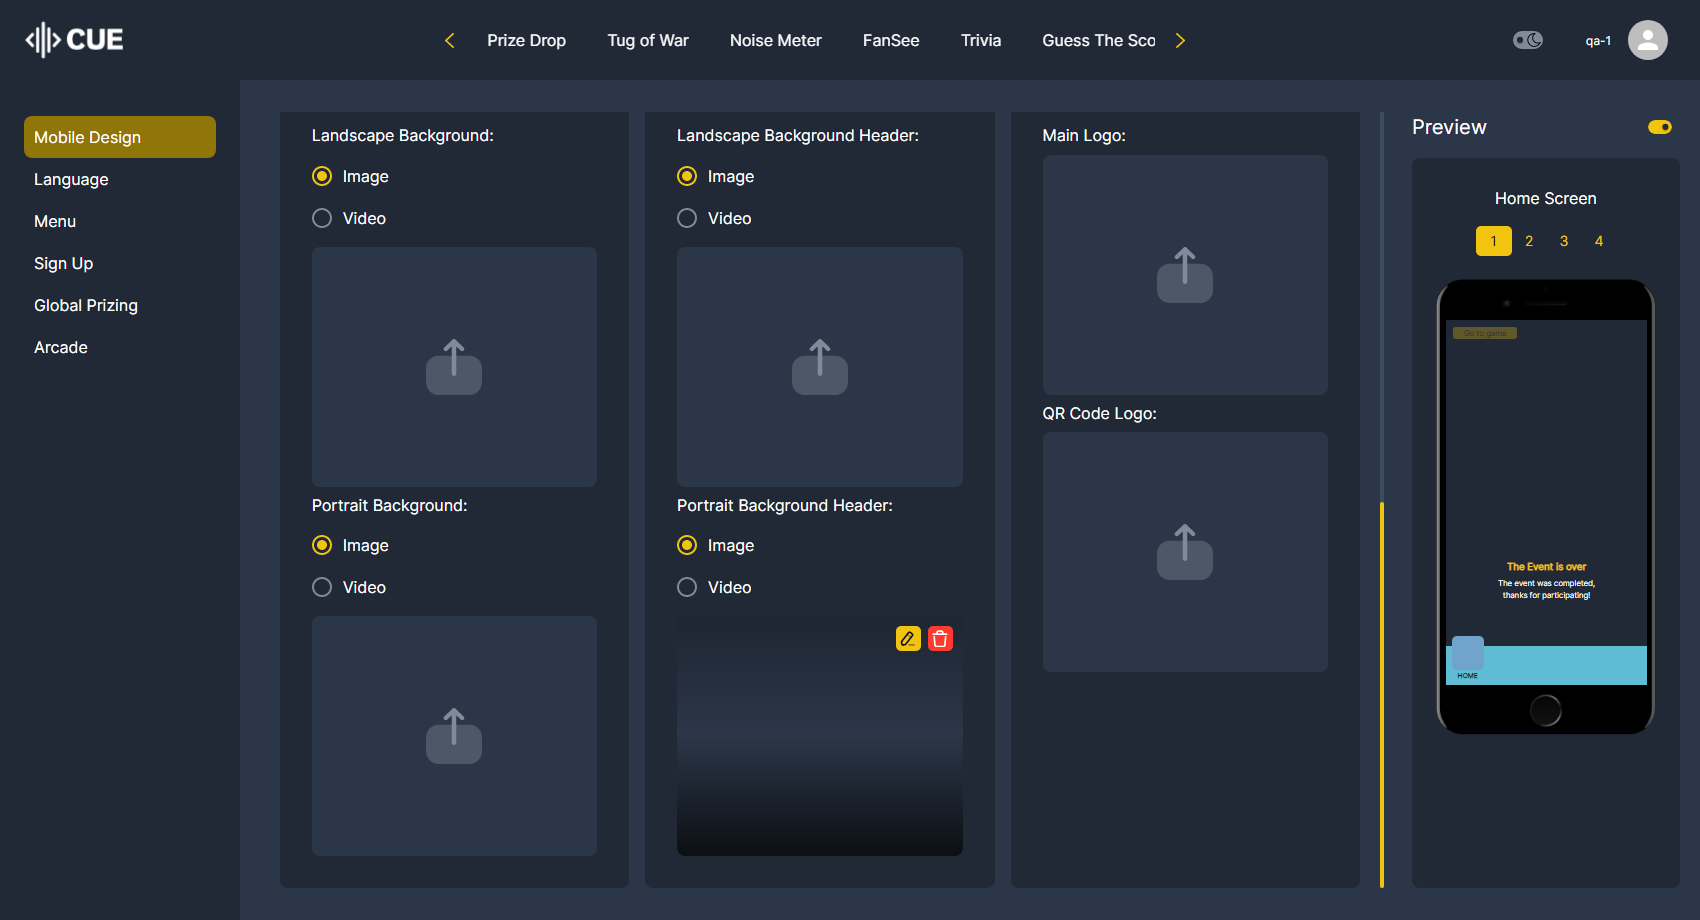 CUE
Prize Drop
Tug of War
Noise Meter
FanSee
Trivia
Guess The Sco
qa-1
Mobile Design
Language
Menu
Sign Up
Global Prizing
Arcade
Landscape Background:
Image
Video
Portrait Background:
Image
Video
Landscape Background Header:
Image
Video
Portrait Background Header:
Image
Video
Main Logo:
QR Code Logo:
Preview
Home Screen
1 2 3 4
Go to game
The Event is over
The event was completed,
thanks for participating!
HOME